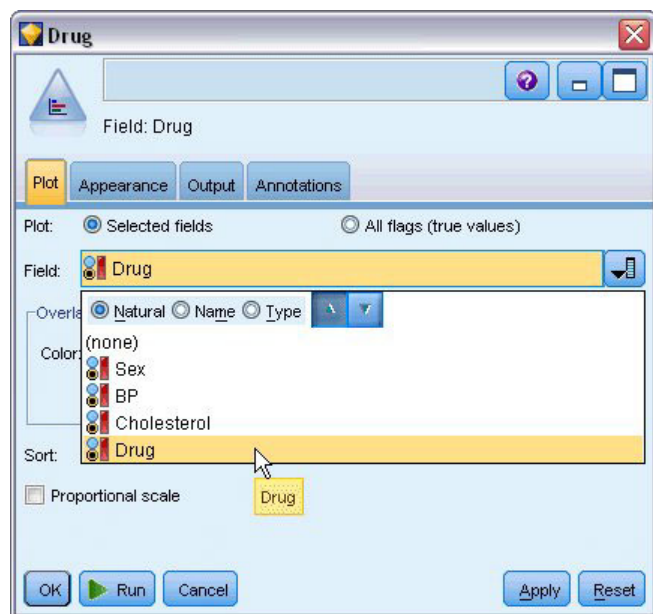 Drug
Field: Drug
Plot Appearance Output Annotations
Plot: Selected fields All flags (true values)
Field: Drug
Natural Name Type
Color:
(none)
Sex
BP
Cholesterol
Drug
Sort:
Proportional scale
Drug
OK Run Cancel Apply Reset